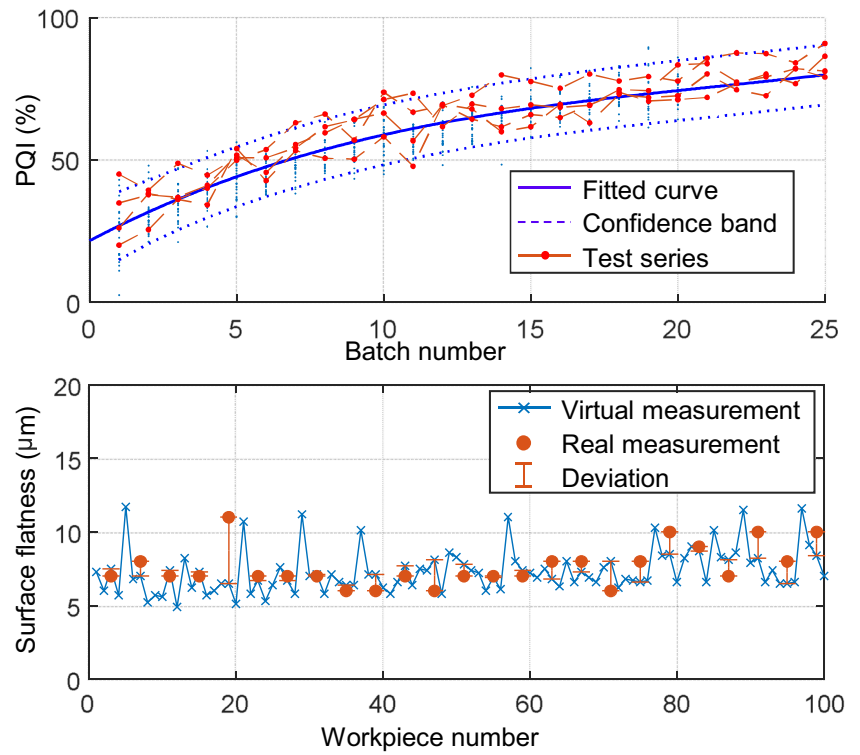 100
50
0
PQI (%)
Fitted curve
Confidence band
Test series
0 5 10 15 20 25
Batch number
20
15
10
5
0
Surface flatness (μm)
Virtual measurement
Real measurement
Deviation
0 20 40 60 80 100
Workpiece number